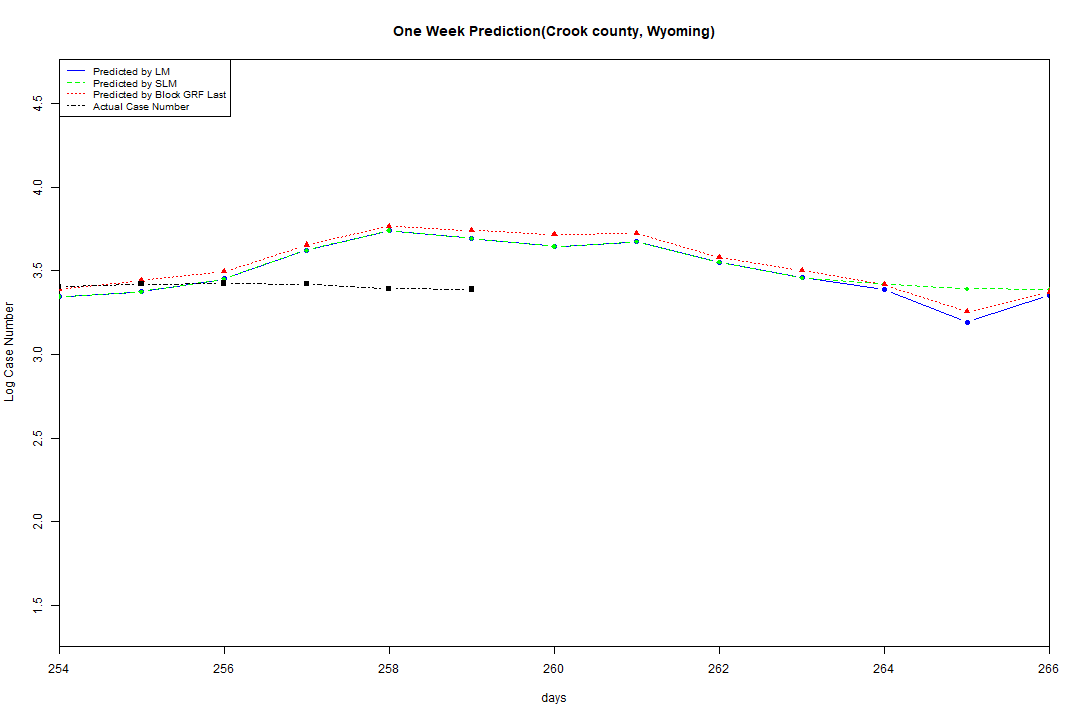 One Week Prediction(Crook county, Wyoming)
Predicted by LM
Predicted by SLM
Predicted by Block GRF Last
Actual Case Number
4.5
4.0
3.5
3.0
2.5
2.0
1.5
Log Case Number
254
256
258
260
262
264
266
days